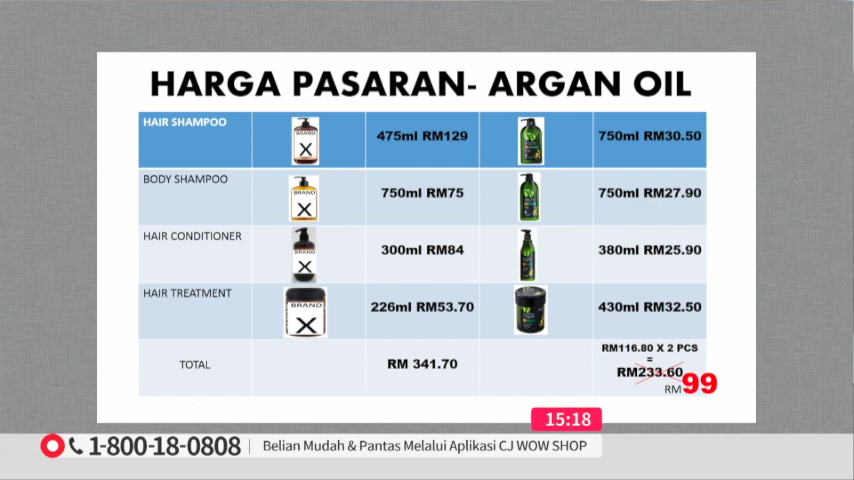 HARGA PASARAN- ARGAN OIL
HAIR SHAMPOO
BRAND
X
475ml RM129
750ml RM30.50
BODY SHAMPOO
BRAND
X
750ml RM75
750ml RM27.90
HAIR CONDITIONER
BRAND
X
300ml RM84
380ml RM25.90
HAIR TREATMENT
BRAND
X
226ml RM53.70
430ml RM32.50
TOTAL
RM 341.70
RM116.80 X 2 PCS
=
RM233.60
RM99
15:18
1-800-18-0808
Belian Mudah & Pantas Melalui Aplikasi CJ WOW SHOP